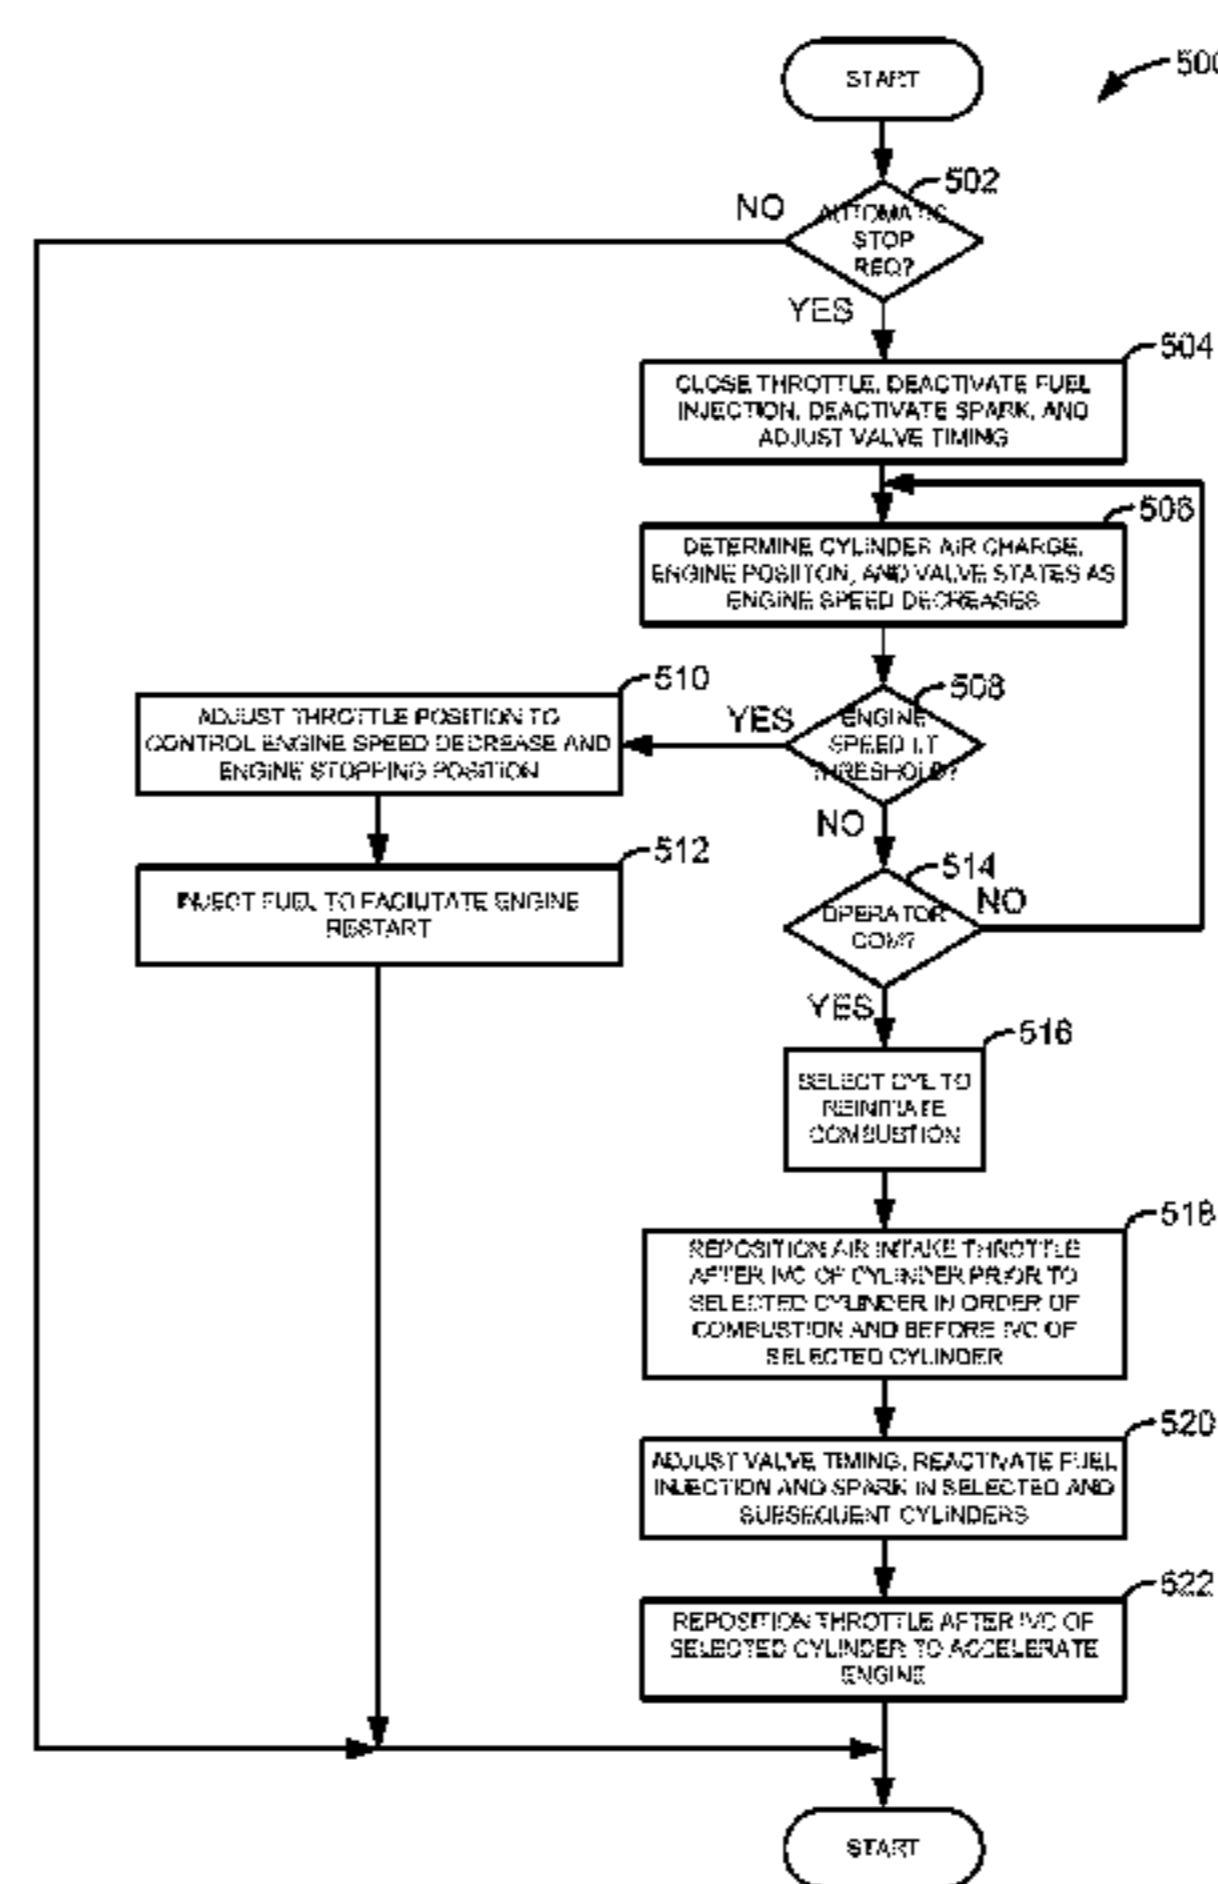 START
500
502
NO
AUTOMATIC
STOP
REQ?
YES
504
CLOSE THROTTLE, DEACTIVATE FUEL
INJECTION, DEACTIVATE SPARK, AND
ADJUST VALVE TIMING
506
DETERMINE CYLINDER AIR CHARGE,
ENGINE POSIITON, AND VALVE STATES AS
ENGINE SPEED DECREASES
510
508
ADJUST THROTTLE POSITION TO
CONTROL ENGINE SPEED DECREASE AND
ENGINE STOPPING POSITION
YES
ENGINE
SPEED LT
THRESHOLD?
NO
512
514
INJECT FUEL TO FACILITATE ENGINE
RESTART
OPERATOR
COM?
NO
YES
516
SELECT CYL TO
REINITIATE
COMBUSTION
518
REPOSITION AIR INTAKE THROTTLE
AFTER IVC OF CYLINDER PRIOR TO
SELECTED CYLINDER IN ORDER OF
COMBUSTION AND BEFORE IVC OF
SELECTED CYLINDER
520
ADJUST VALVE TIMING, REACTIVATE FUEL
INJECTION AND SPARK IN SELECTED AND
SUBSEQUENT CYLINDERS
522
REPOSITION THROTTLE AFTER IVC OF
SELECTED CYLINDER TO ACCELERATE
ENGINE
START